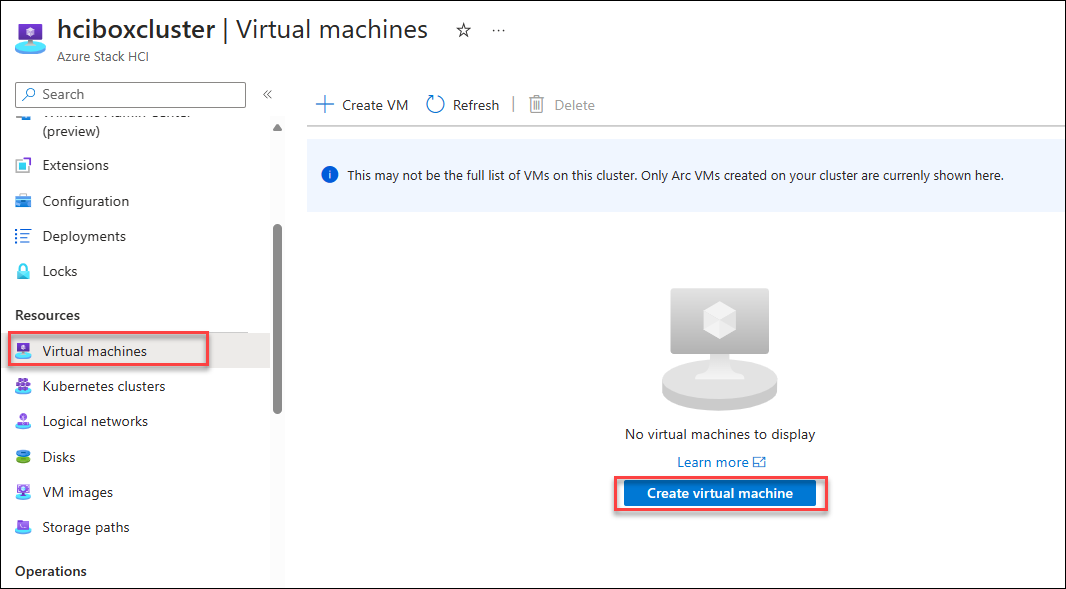 hciboxcluster | Virtual machines
Azure Stack HCI
Search
Create VM
Refresh
Delete
Windows Admin Center
(preview)
Extensions
Configuration
Deployments
Locks
Resources
Virtual machines
Kubernetes clusters
Logical networks
Disks
VM images
Storage paths
Operations
This may not be the full list of VMs on this cluster. Only Arc VMs created on your cluster are currenly shown here.
No virtual machines to display
Learn more
Create virtual machine